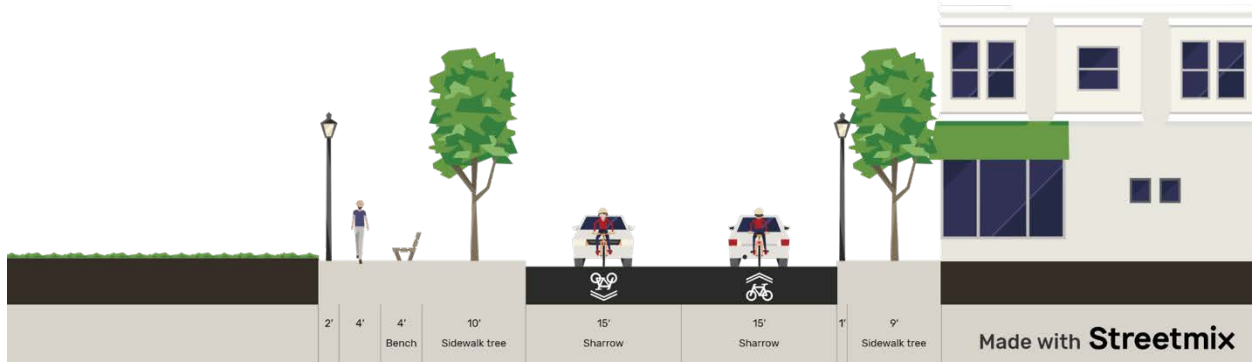 2' 4' 4' 10' 15' 15' 1' 9'
Bench Sidewalk tree Sharrow Sharrow Sidewalk tree
Made with Streetmix